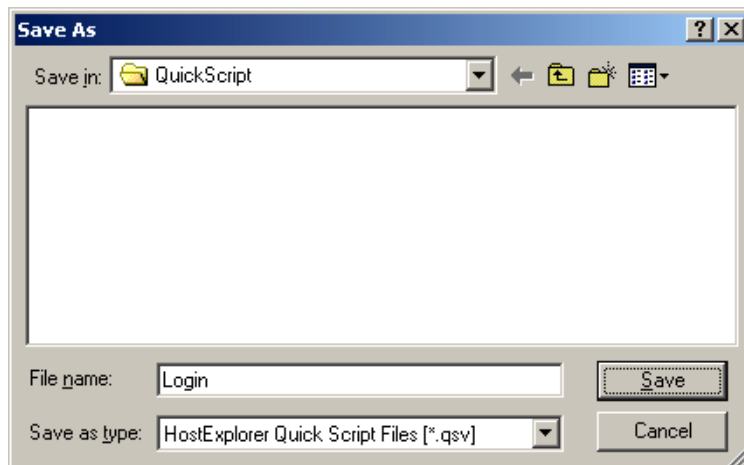 Save As
Save in: QuickScript
File name: Login Save
Save as type: HostExplorer Quick Script Files [*.qsv] Cancel